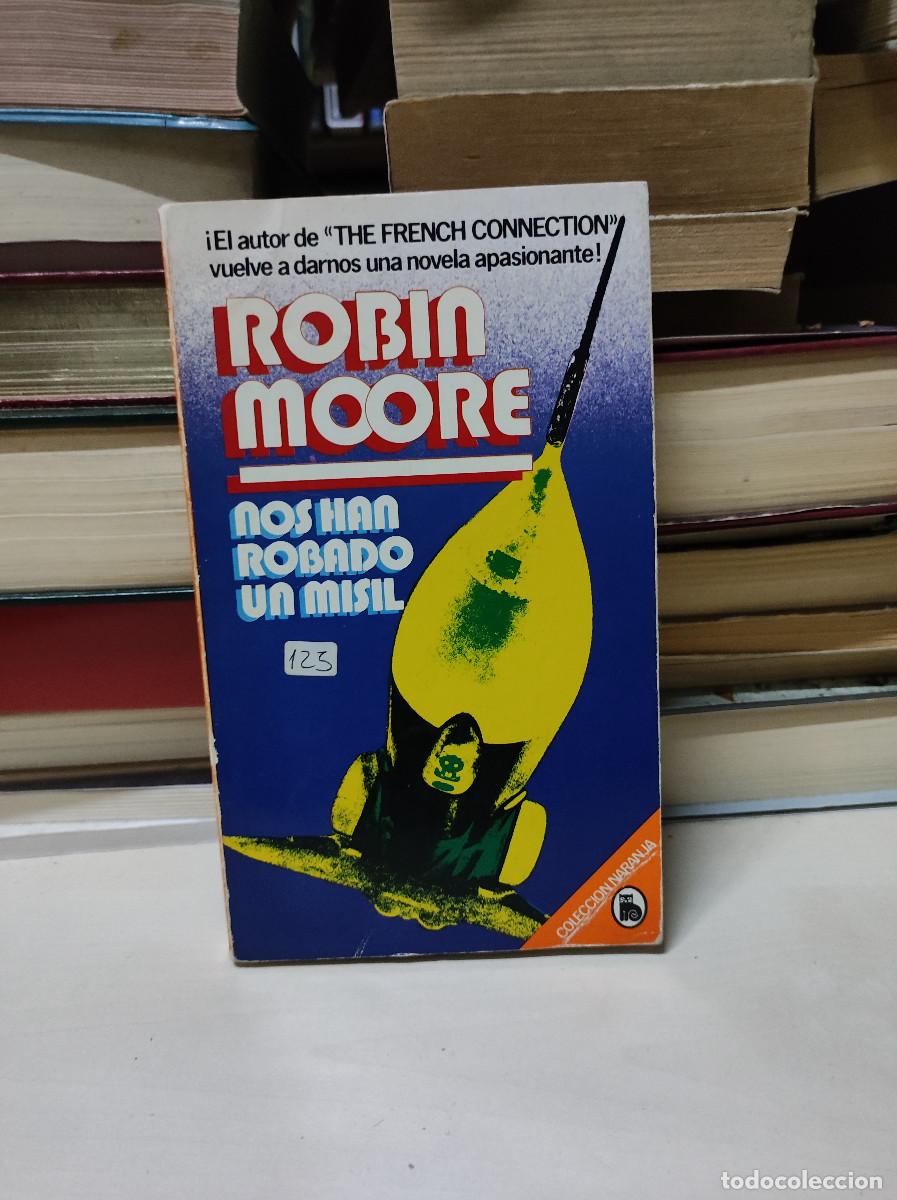 ¡El autor de “THE FRENCH CONNECTION”
vuelve a darnos una novela apasionante!
ROBIN
MOORE
NOS HAN
ROBADO
UN MISIL
125
COLECCION NARANJA
todocoleccion